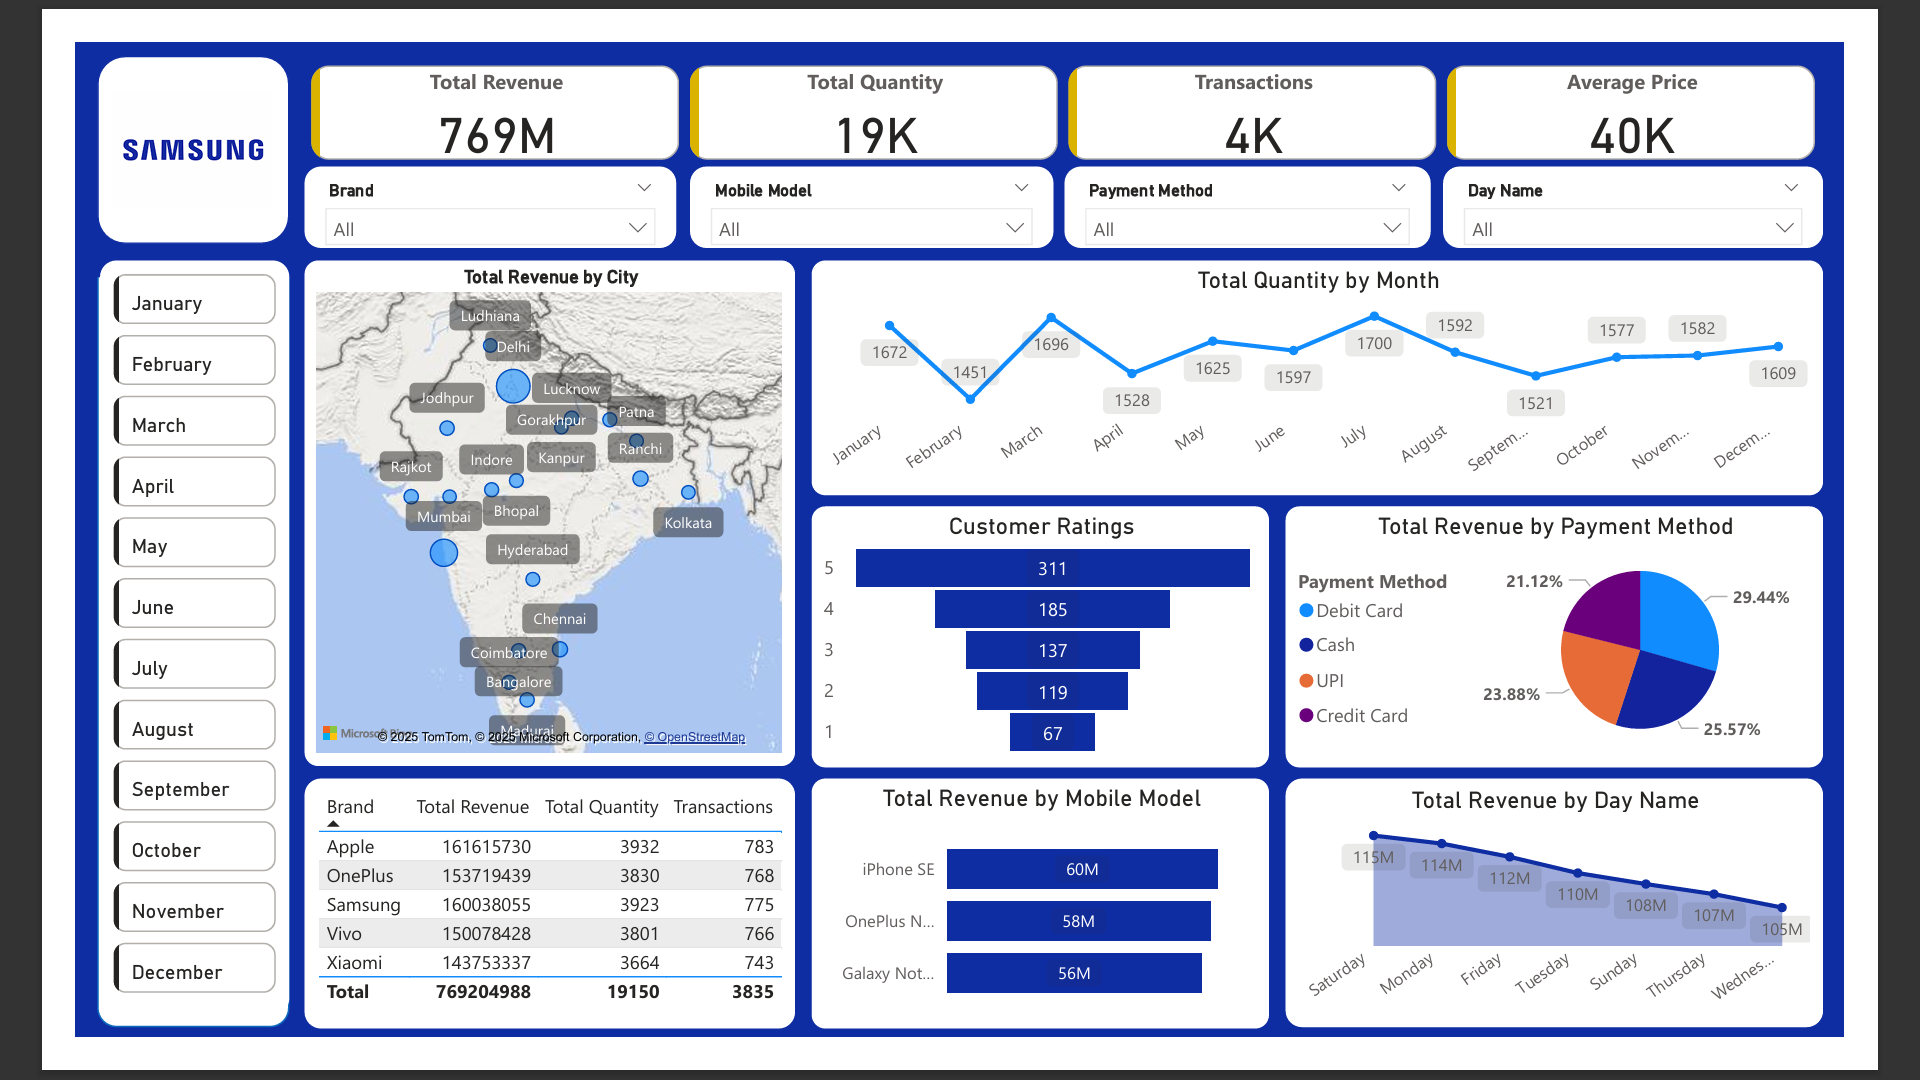 SAMSUNG
Total Revenue
769M
Total Quantity
19K
Transactions
4K
Average Price
40K
Brand
All
Mobile Model
All
Payment Method
All
Day Name
All
January
February
March
April
May
June
July
August
September
October
November
December
Total Revenue by City
Ludhiana
Delhi
Lucknow
Jodhpur
Gorakhpur
Patna
Ranchi
Kanpur
Indore
Rajkot
Mumbai
Bhopal
Kolkata
Hyderabad
Chennai
Coimbatore
Bangalore
Madurai
Microsoft Bing
© 2025 TomTom, © 2025 Microsoft Corporation, © OpenStreetMap
Total Quantity by Month
1672
1451
1696
1528
1625
1597
1700
1592
1521
1577
1582
1609
January
February
March
April
May
June
July
August
Septem...
October
Novem...
Decem...
Customer Ratings
5 311
4 185
3 137
2 119
1 67
Total Revenue by Payment Method
Payment Method
Debit Card
Cash
UPI
Credit Card
21.12%
29.44%
23.88%
25.57%
Brand Total Revenue Total Quantity Transactions
Apple 161615730 3932 783
OnePlus 153719439 3830 768
Samsung 160038055 3923 775
Vivo 150078428 3801 766
Xiaomi 143753337 3664 743
Total 769204988 19150 3835
Total Revenue by Mobile Model
iPhone SE 60M
OnePlus N... 58M
Galaxy Not... 56M
Total Revenue by Day Name
115M
114M
112M
110M
108M
107M
105M
Saturday
Monday
Friday
Tuesday
Sunday
Thursday
Wednes...